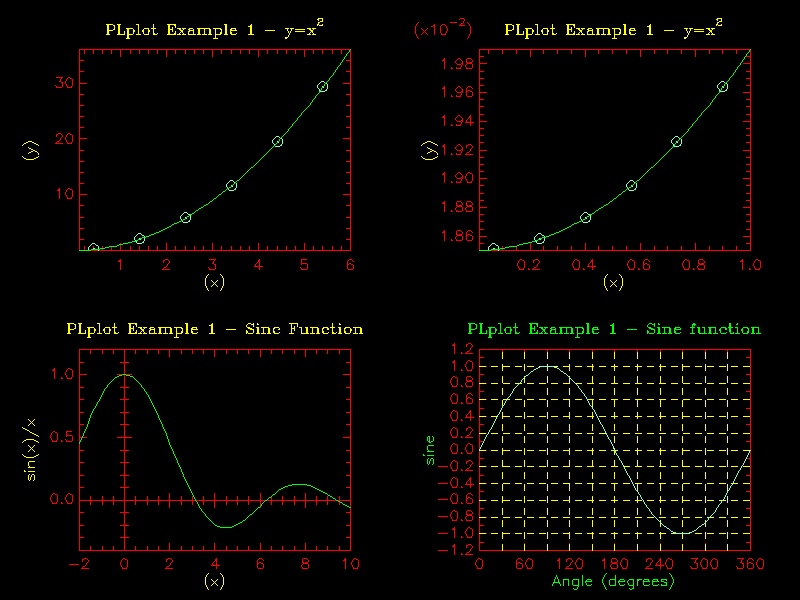 PLplot Example 1 - y=x²
30
20
10
(y)
1 2 3 4 5 6
(x)
(×10⁻²)
PLplot Example 1 - y=x²
1.98
1.96
1.94
1.92
1.90
1.88
1.86
(y)
0.2 0.4 0.6 0.8 1.0
(x)
PLplot Example 1 - Sinc Function
1.0
0.5
0.0
sin(x)/x
-2 0 2 4 6 8 10
(x)
PLplot Example 1 - Sine function
1.2
1.0
0.8
0.6
0.4
0.2
0.0
-0.2
-0.4
-0.6
-0.8
-1.0
-1.2
sine
0 60 120 180 240 300 360
Angle (degrees)